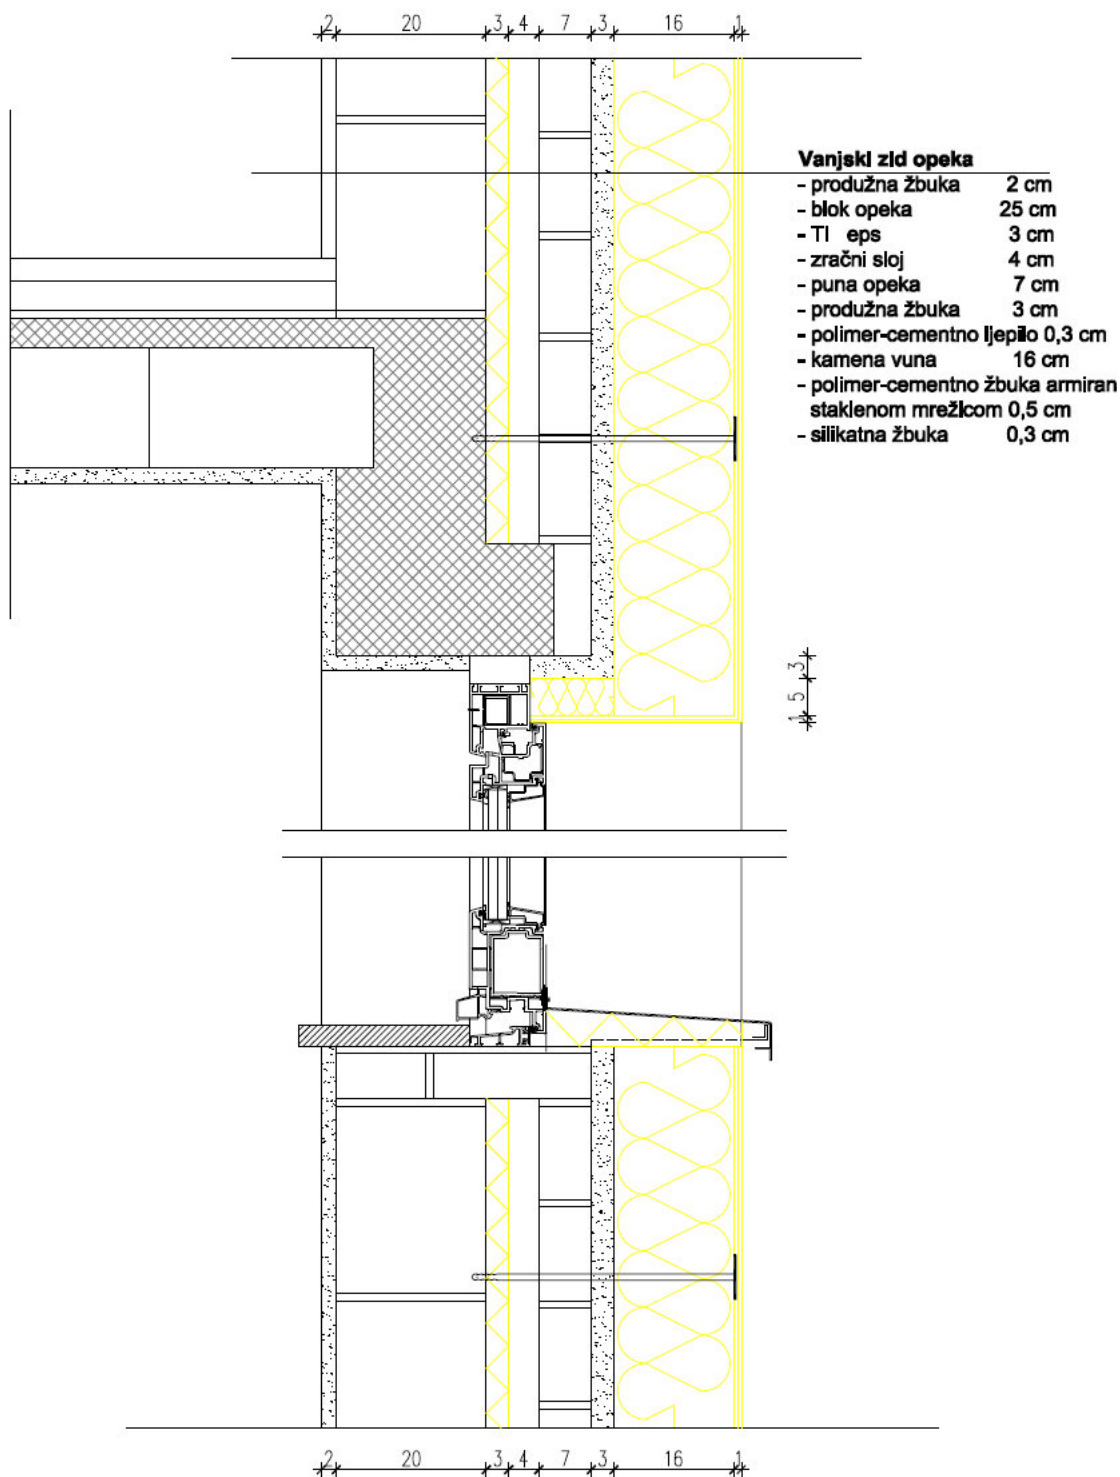 2 20 3 4 7 3 16 1
Vanjski zid opeka
- produžna žbuka 2 cm
- blok opeka 25 cm
- TI eps 3 cm
- zračni sloj 4 cm
- puna opeka 7 cm
- produžna žbuka 3 cm
- polimer-cementno ljepilo 0,3 cm
- kamena vuna 16 cm
- polimer-cementno žbuka armiran
staklenom mrežicom 0,5 cm
- silikatna žbuka 0,3 cm
1 5 3
2 20 3 4 7 3 16 1